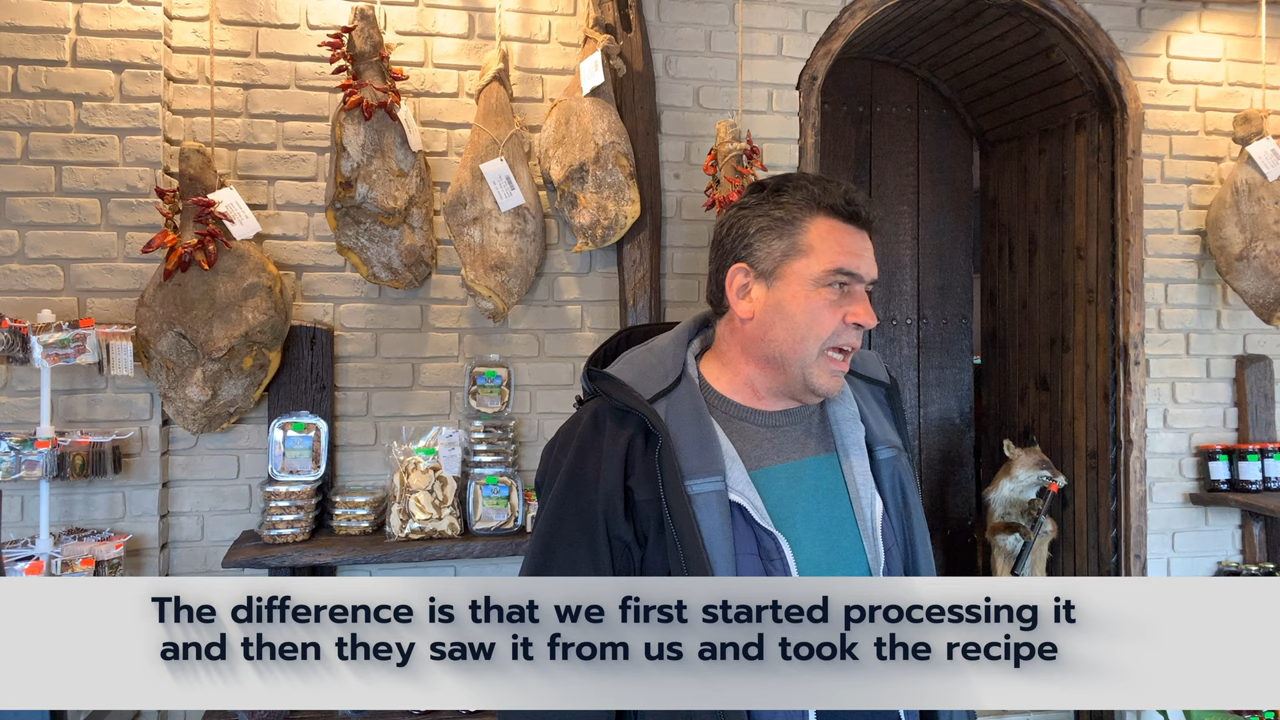 The difference is that we first started processing it
and then they saw it from us and took the recipe